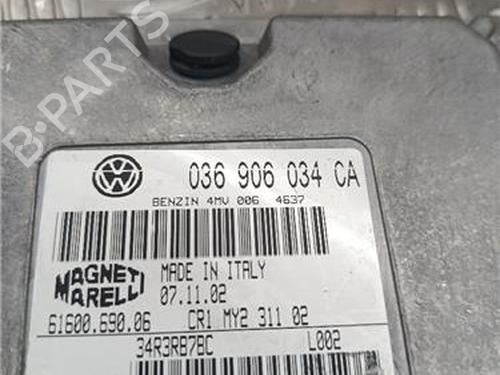 B-PARTS
036 906 034 CA
BENZIN 4MV 006 4637
MAGNETI MARELLI
MADE IN ITALY
07.11.02
61600.690.06 CR1 MY2 311 02
34R3RB7BC L002